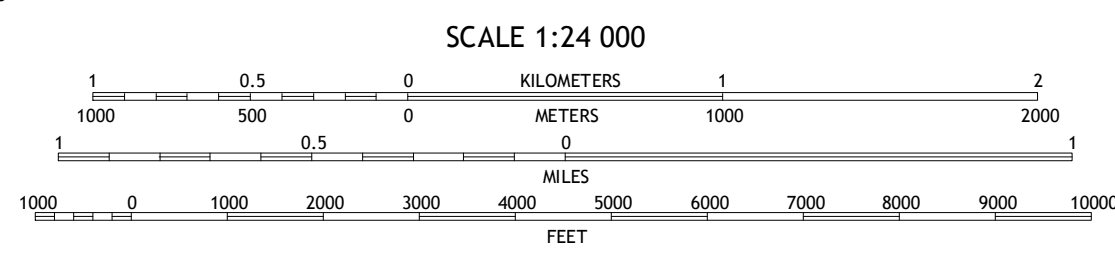 SCALE 1:24 000
1 0.5 0 KILOMETERS 1 2
1000 500 0 METERS 1000 2000
1 0.5 0 1
MILES
1000 0 1000 2000 3000 4000 5000 6000 7000 8000 9000 10000
FEET